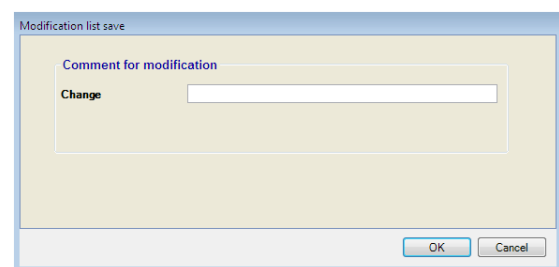 Modification list save
Comment for modification
Change
OK Cancel